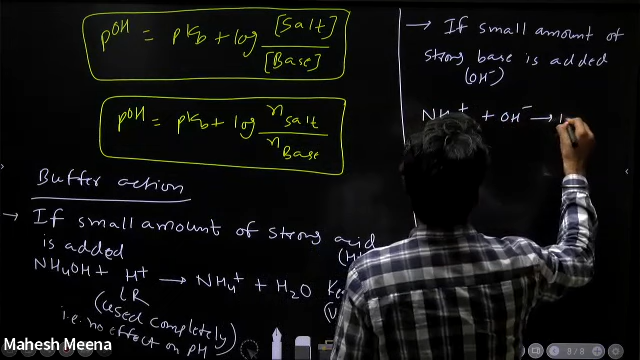 pOH = pKb + log [Salt] / [Base]
pOH = pKb + log nSalt / nBase
Buffer action
→ If small amount of strong acid
is added (H+
NH4OH + H+ → NH4+ + H2O
LR
(used completely)
i.e. no effect on pH
→ If small amount of
strong base is added
(OH-)
NH4+ + OH- →
8/8
Mahesh Meena